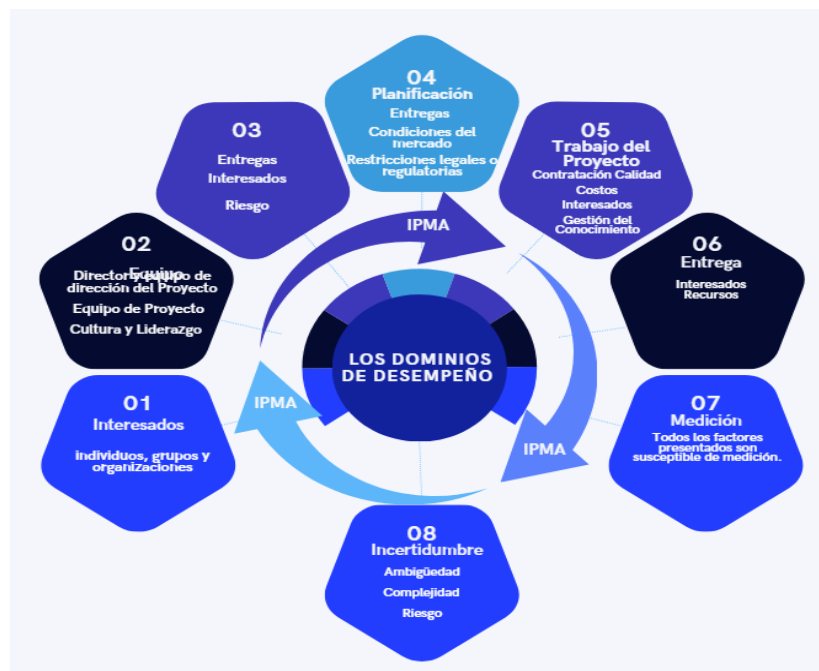 04
Planificación
Entregas
Condiciones del
mercado
Restricciones legales o
regulatorias
03
Entregas
Interesados
Riesgo
05
Trabajo del
Proyecto
Contratación Calidad
Costos
Interesados
Gestión del
Conocimiento
02
Equipo
Director y equipo de
dirección del Proyecto
Equipo de Proyecto
Cultura y Liderazgo
06
Entrega
Interesados
Recursos
IPMA
LOS DOMINIOS
DE DESEMPEÑO
01
Interesados
individuos, grupos y
organizaciones
IPMA
IPMA
07
Medición
Todos los factores
presentados son
susceptible de medición.
08
Incertidumbre
Ambigüedad
Complejidad
Riesgo